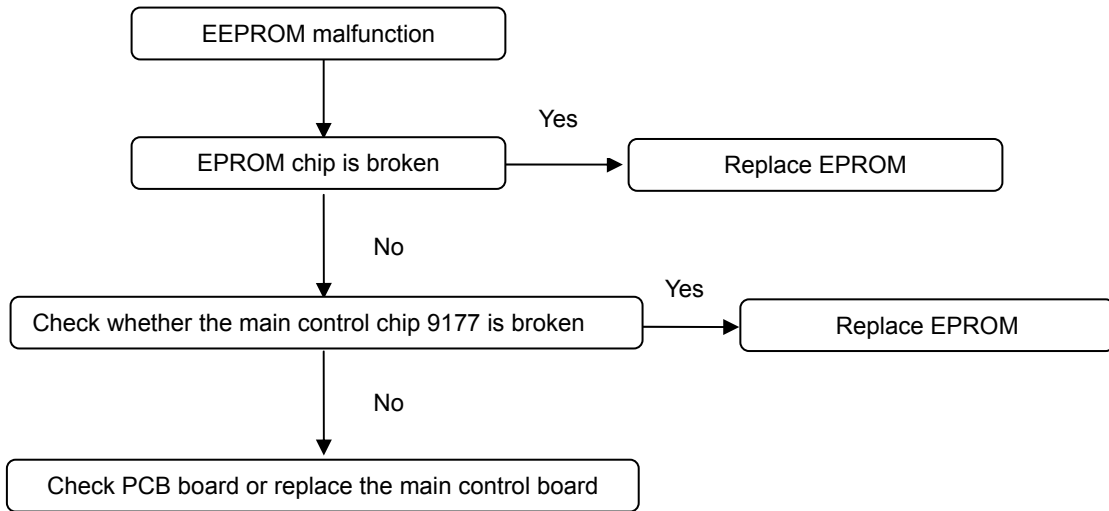 EEPROM malfunction
Yes
EPROM chip is broken
Replace EPROM
No
Yes
Check whether the main control chip 9177 is broken
Replace EPROM
No
Check PCB board or replace the main control board